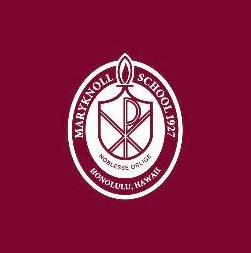 MARYKNOLL SCHOOL 1927
NOBLESSE OBLIGE
HONOLULU, HAWAII